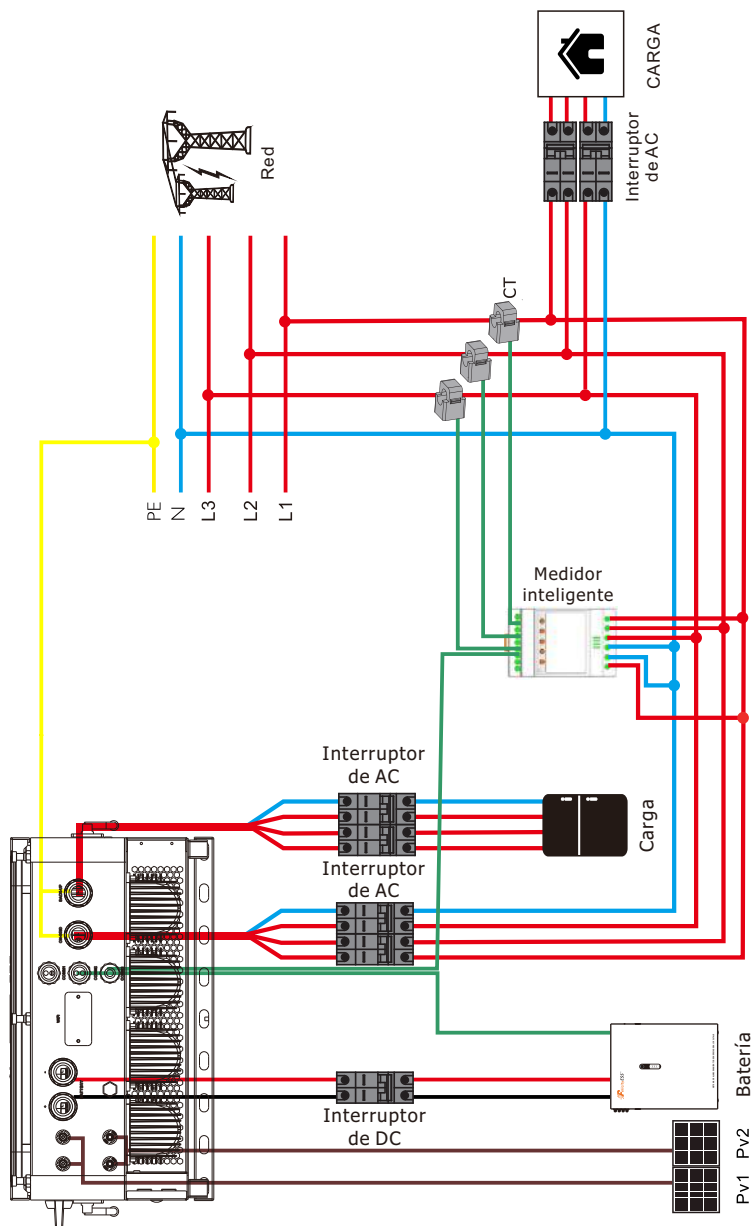 CARGA
Interruptor
de AC
Red
CT
PE
N
L3
L2
L1
Medidor
inteligente
Interruptor
de AC
Carga
Interruptor
de AC
Interruptor
de DC
Batería
Pv2
Pv1